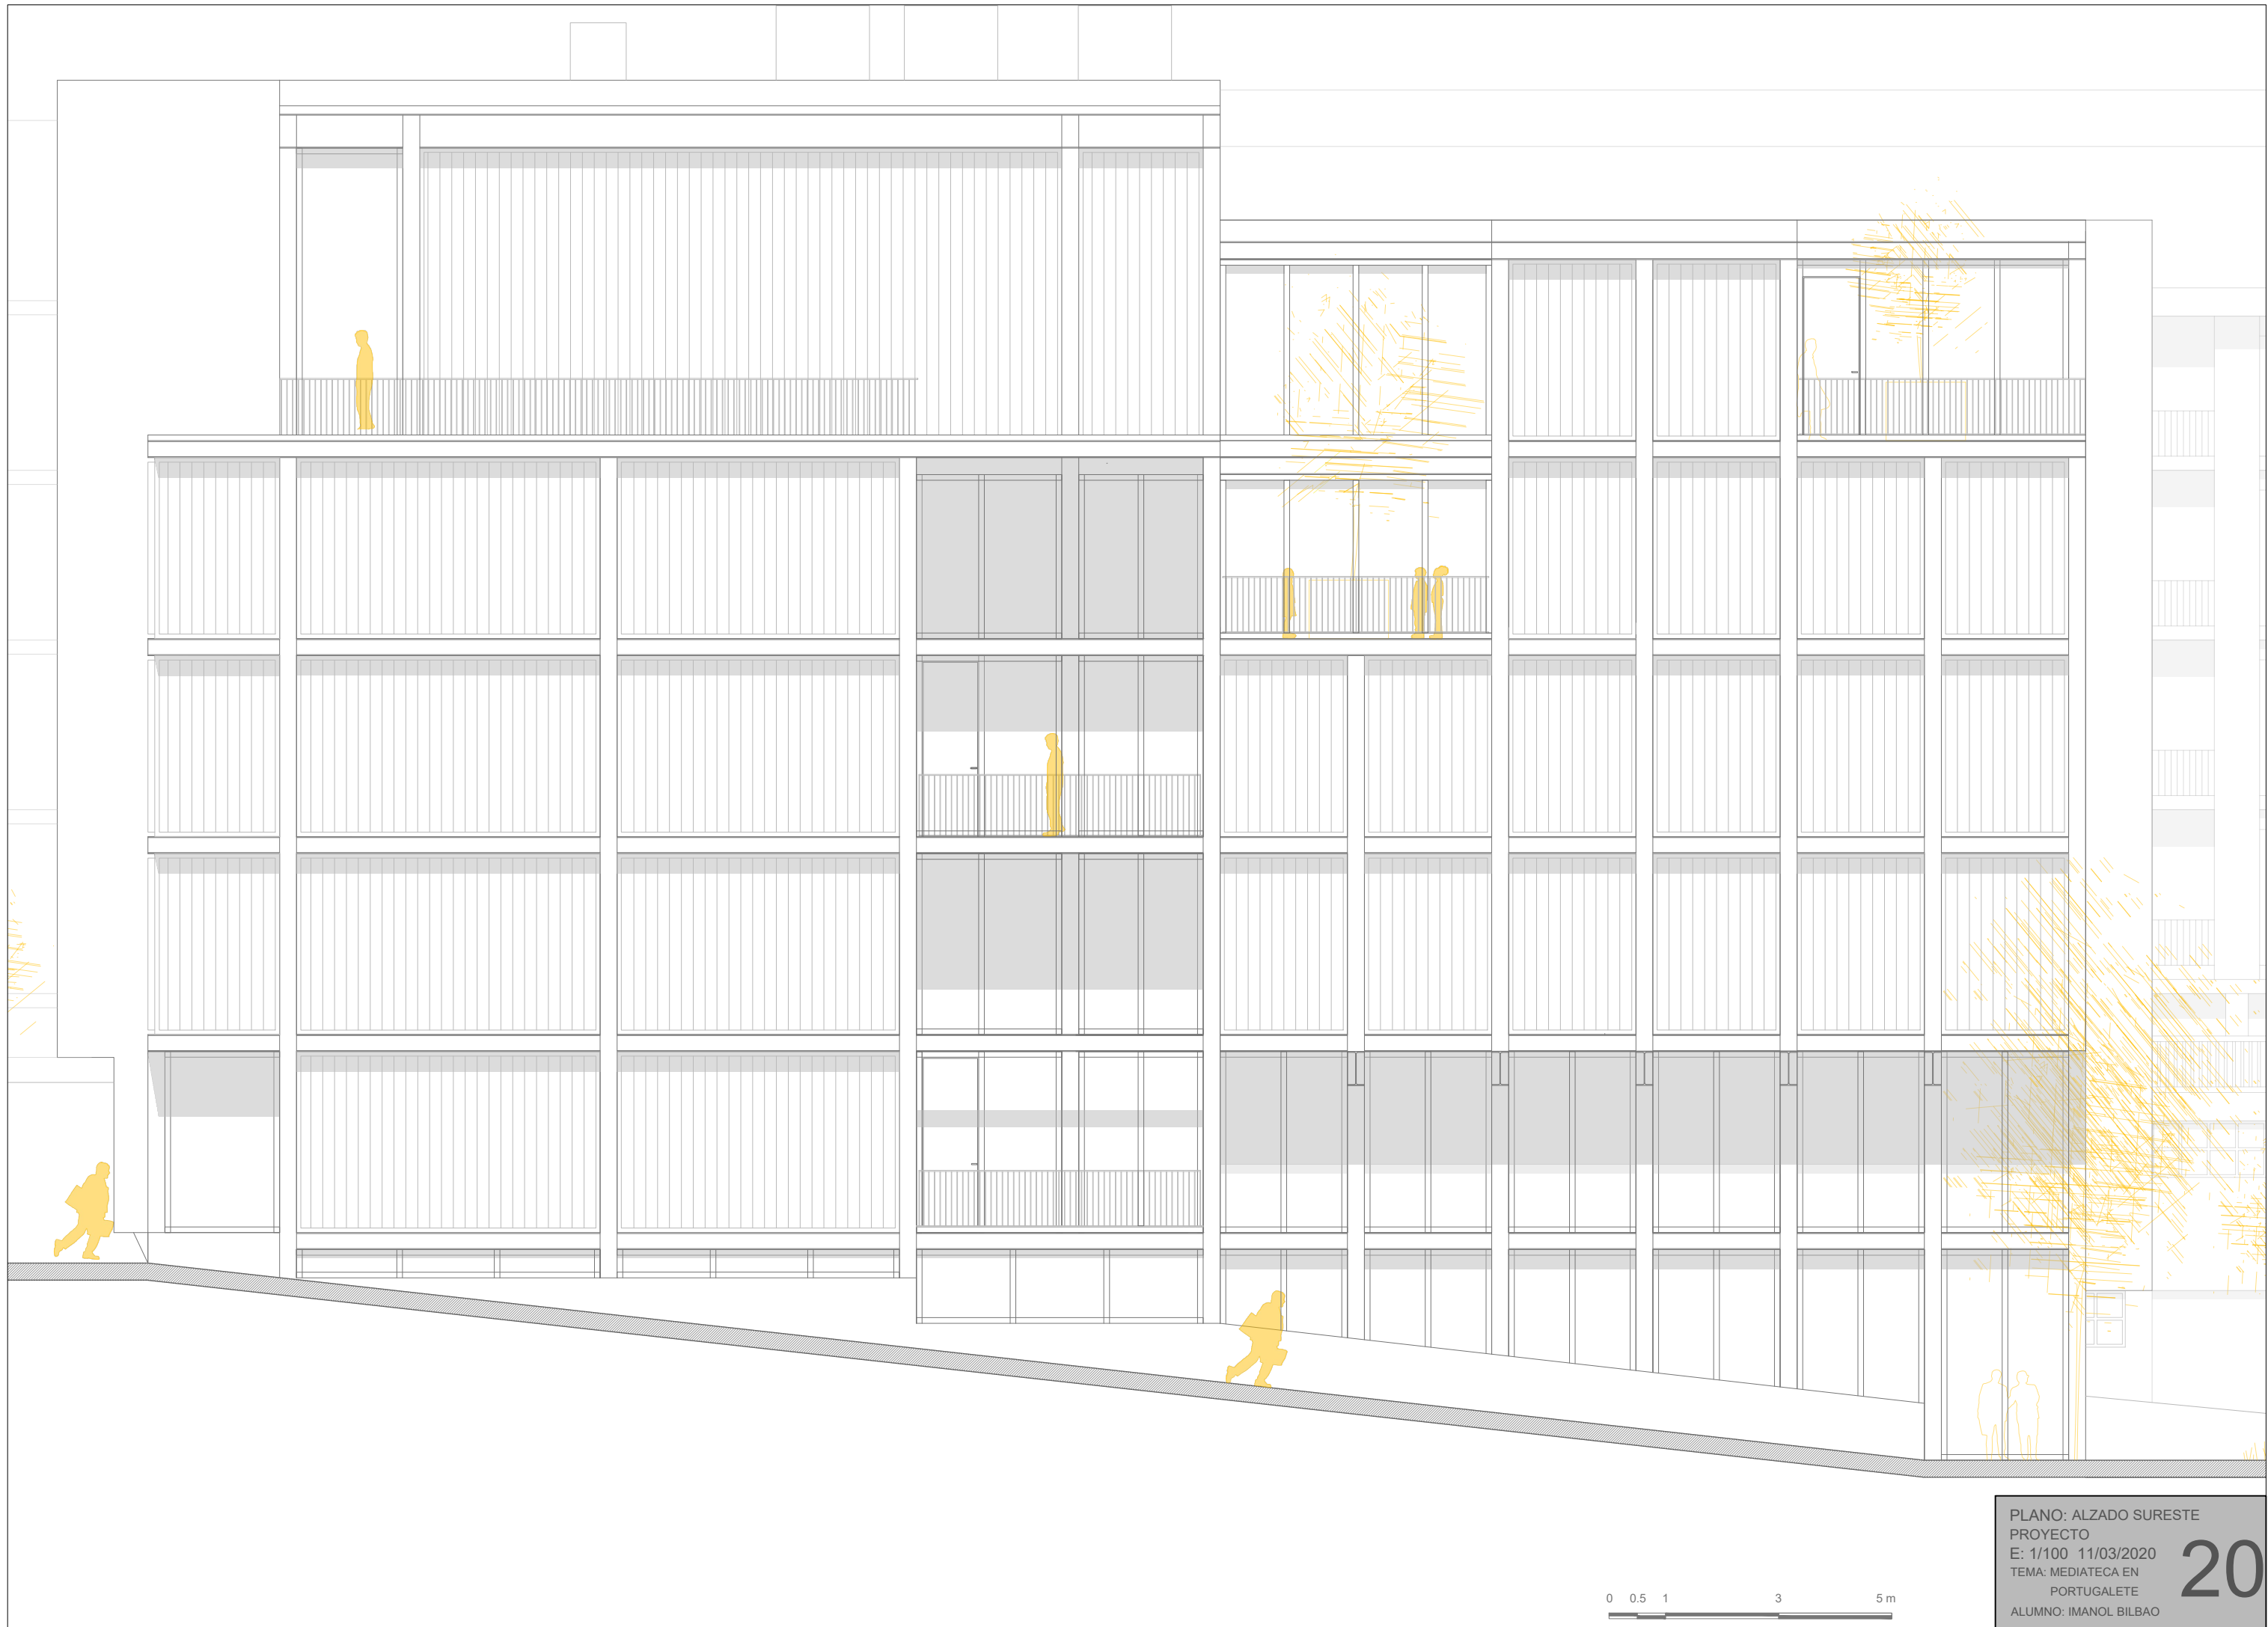 PLANO: ALZADO SURESTE
PROYECTO
E: 1/100 11/03/2020
TEMA: MEDIATECA EN
PORTUGALETE
ALUMNO: IMANOL BILBAO
20
0 0.5 1 3 5 m